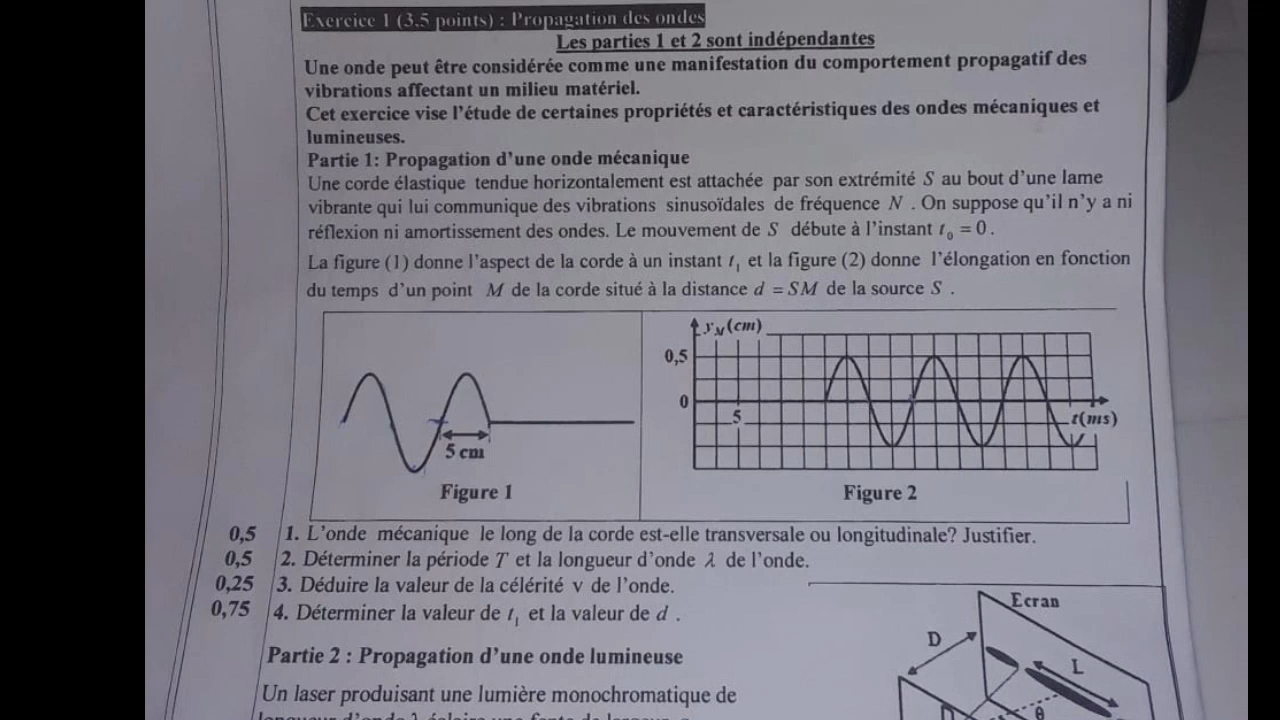 Exercice 1 (3,5 points) : Propagation des ondes
Les parties 1 et 2 sont indépendantes
Une onde peut être considérée comme une manifestation du comportement propagatif des
vibrations affectant un milieu matériel.
Cet exercice vise l'étude de certaines propriétés et caractéristiques des ondes mécaniques et
lumineuses.
Partie 1: Propagation d'une onde mécanique
Une corde élastique tendue horizontalement est attachée par son extrémité S au bout d'une lame
vibrante qui lui communique des vibrations sinusoïdales de fréquence N . On suppose qu'il n'y a ni
réflexion ni amortissement des ondes. Le mouvement de S débute à l'instant t₀ = 0 .
La figure (1) donne l'aspect de la corde à un instant t₁ et la figure (2) donne l'élongation en fonction
du temps d'un point M de la corde situé à la distance d = SM de la source S .
5 cm
Figure 1
y_M(cm)
0,5
0
5
t(ms)
Figure 2
0,5 1. L'onde mécanique le long de la corde est-elle transversale ou longitudinale? Justifier.
0,5 2. Déterminer la période T et la longueur d'onde λ de l'onde.
0,25 3. Déduire la valeur de la célérité v de l'onde.
0,75 4. Déterminer la valeur de t₁ et la valeur de d .
Partie 2 : Propagation d'une onde lumineuse
Un laser produisant une lumière monochromatique de
Ecran
D
L
θ